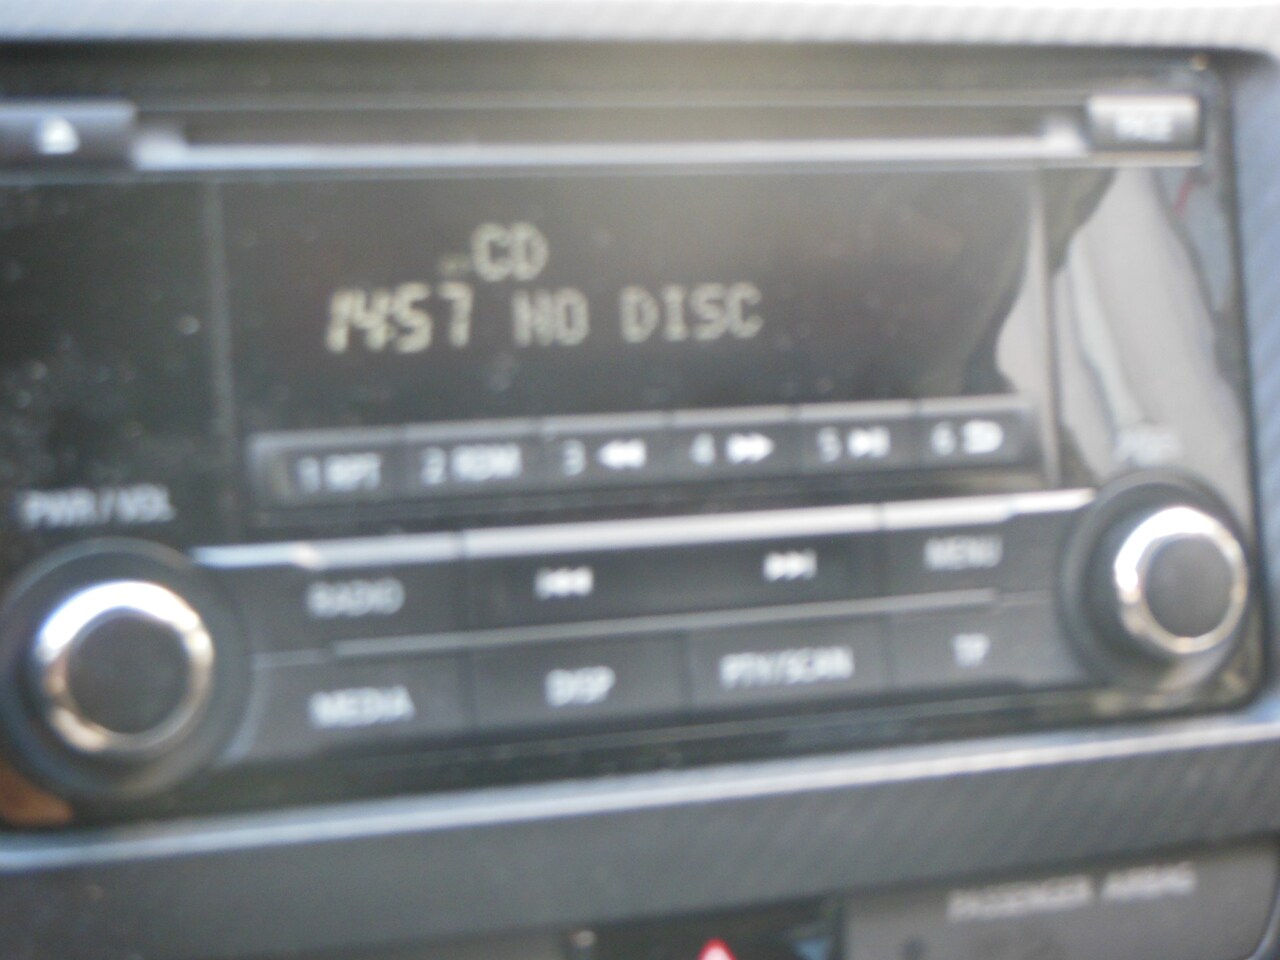 PAGE
CD
1457 NO DISC
1 RPT 2 RDM 3 4 5 6
PWR/VOL
RADIO MENU
MEDIA DISP PTY/SCAN TP
PASSENGER AIRBAG